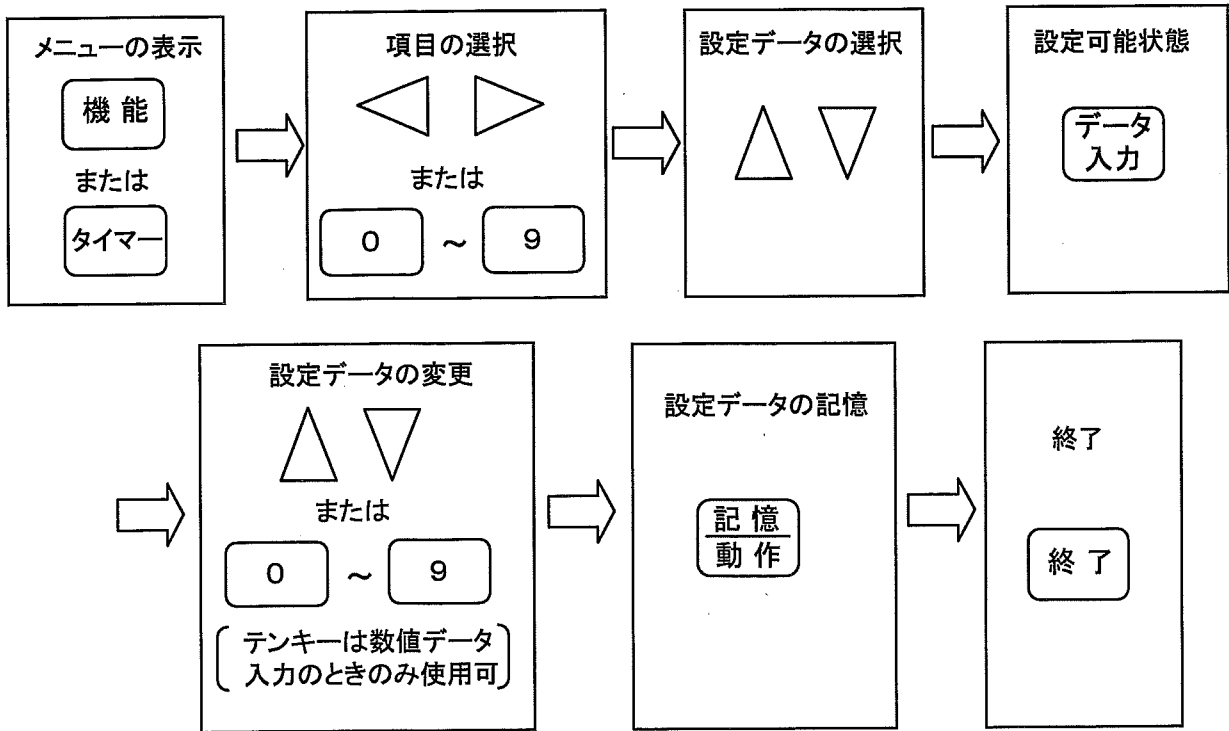 メニューの表示
機 能
または
タイマー
項目の選択
または
0 ～ 9
設定データの選択
設定可能状態
データ
入力
設定データの変更
または
0 ～ 9
テンキーは数値データ
入力のときのみ使用可
設定データの記憶
記 憶
動 作
終了
終 了